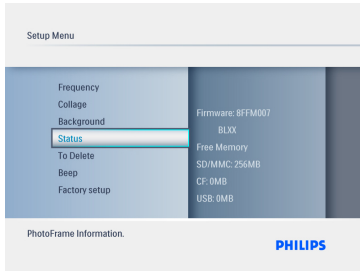 Setup Menu
Frequency
Collage
Background
Status
To Delete
Beep
Factory setup
Firmware: 8FFM007
BLXX
Free Memory
SD/MMC: 256MB
CF: 0MB
USB: 0MB
PhotoFrame Information.
PHILIPS